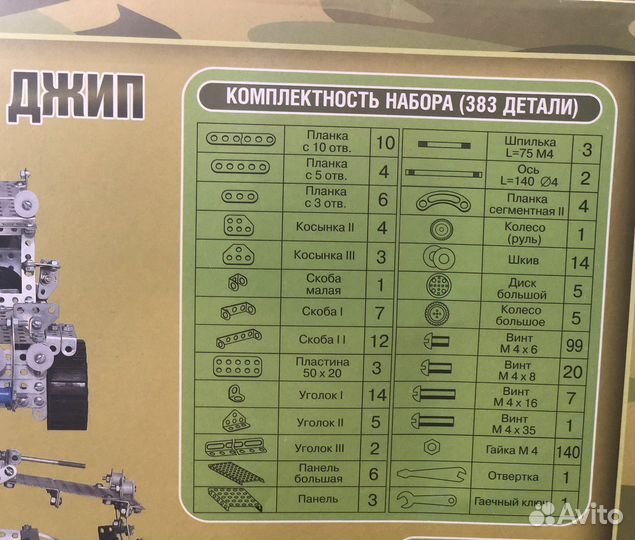 ДЖИП
КОМПЛЕКТНОСТЬ НАБОРА (383 ДЕТАЛИ)
Планка
с 10 отв. 10
Планка
с 5 отв. 4
Планка
с 3 отв. 6
Косынка II 4
Косынка III 3
Скоба
малая 1
Скоба I 7
Скоба II 12
Пластина
50 x 20 3
Уголок I 14
Уголок II 5
Уголок III 2
Панель
большая 6
Панель 3
Шпилька
L=75 М4 3
Ось
L=140 ∅4 2
Планка
сегментная II 4
Колесо
(руль) 1
Шкив 14
Диск
большой 5
Колесо
большое 5
Винт
М 4 x 6 99
Винт
М 4 x 8 20
Винт
М 4 x 16 7
Винт
М 4 x 35 1
Гайка М 4 140
Отвертка 1
Гаечный ключ 1
Avito